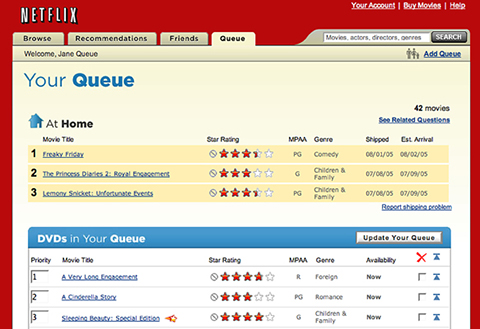 NETFLIX
Your Account | Buy Movies | Help
Browse Recommendations Friends Queue
Movies, actors, directors, genres SEARCH
Welcome, Jane Queue Add Queue
Your Queue
42 movies
At Home
See Related Questions
Movie Title Star Rating MPAA Genre Shipped Est. Arrival
1 Freaky Friday PG Comedy 08/01/05 08/02/05
2 The Princess Diaries 2: Royal Engagement G Children & Family 07/08/05 07/09/05
3 Lemony Snicket: Unfortunate Events PG Children & Family 07/08/05 07/09/05
Report shipping problem
DVDs in Your Queue Update Your Queue
Priority Movie Title Star Rating MPAA Genre Availability
1 A Very Long Engagement R Foreign Now
2 A Cinderella Story PG Romance Now
3 Sleeping Beauty: Special Edition G Children & Family Now